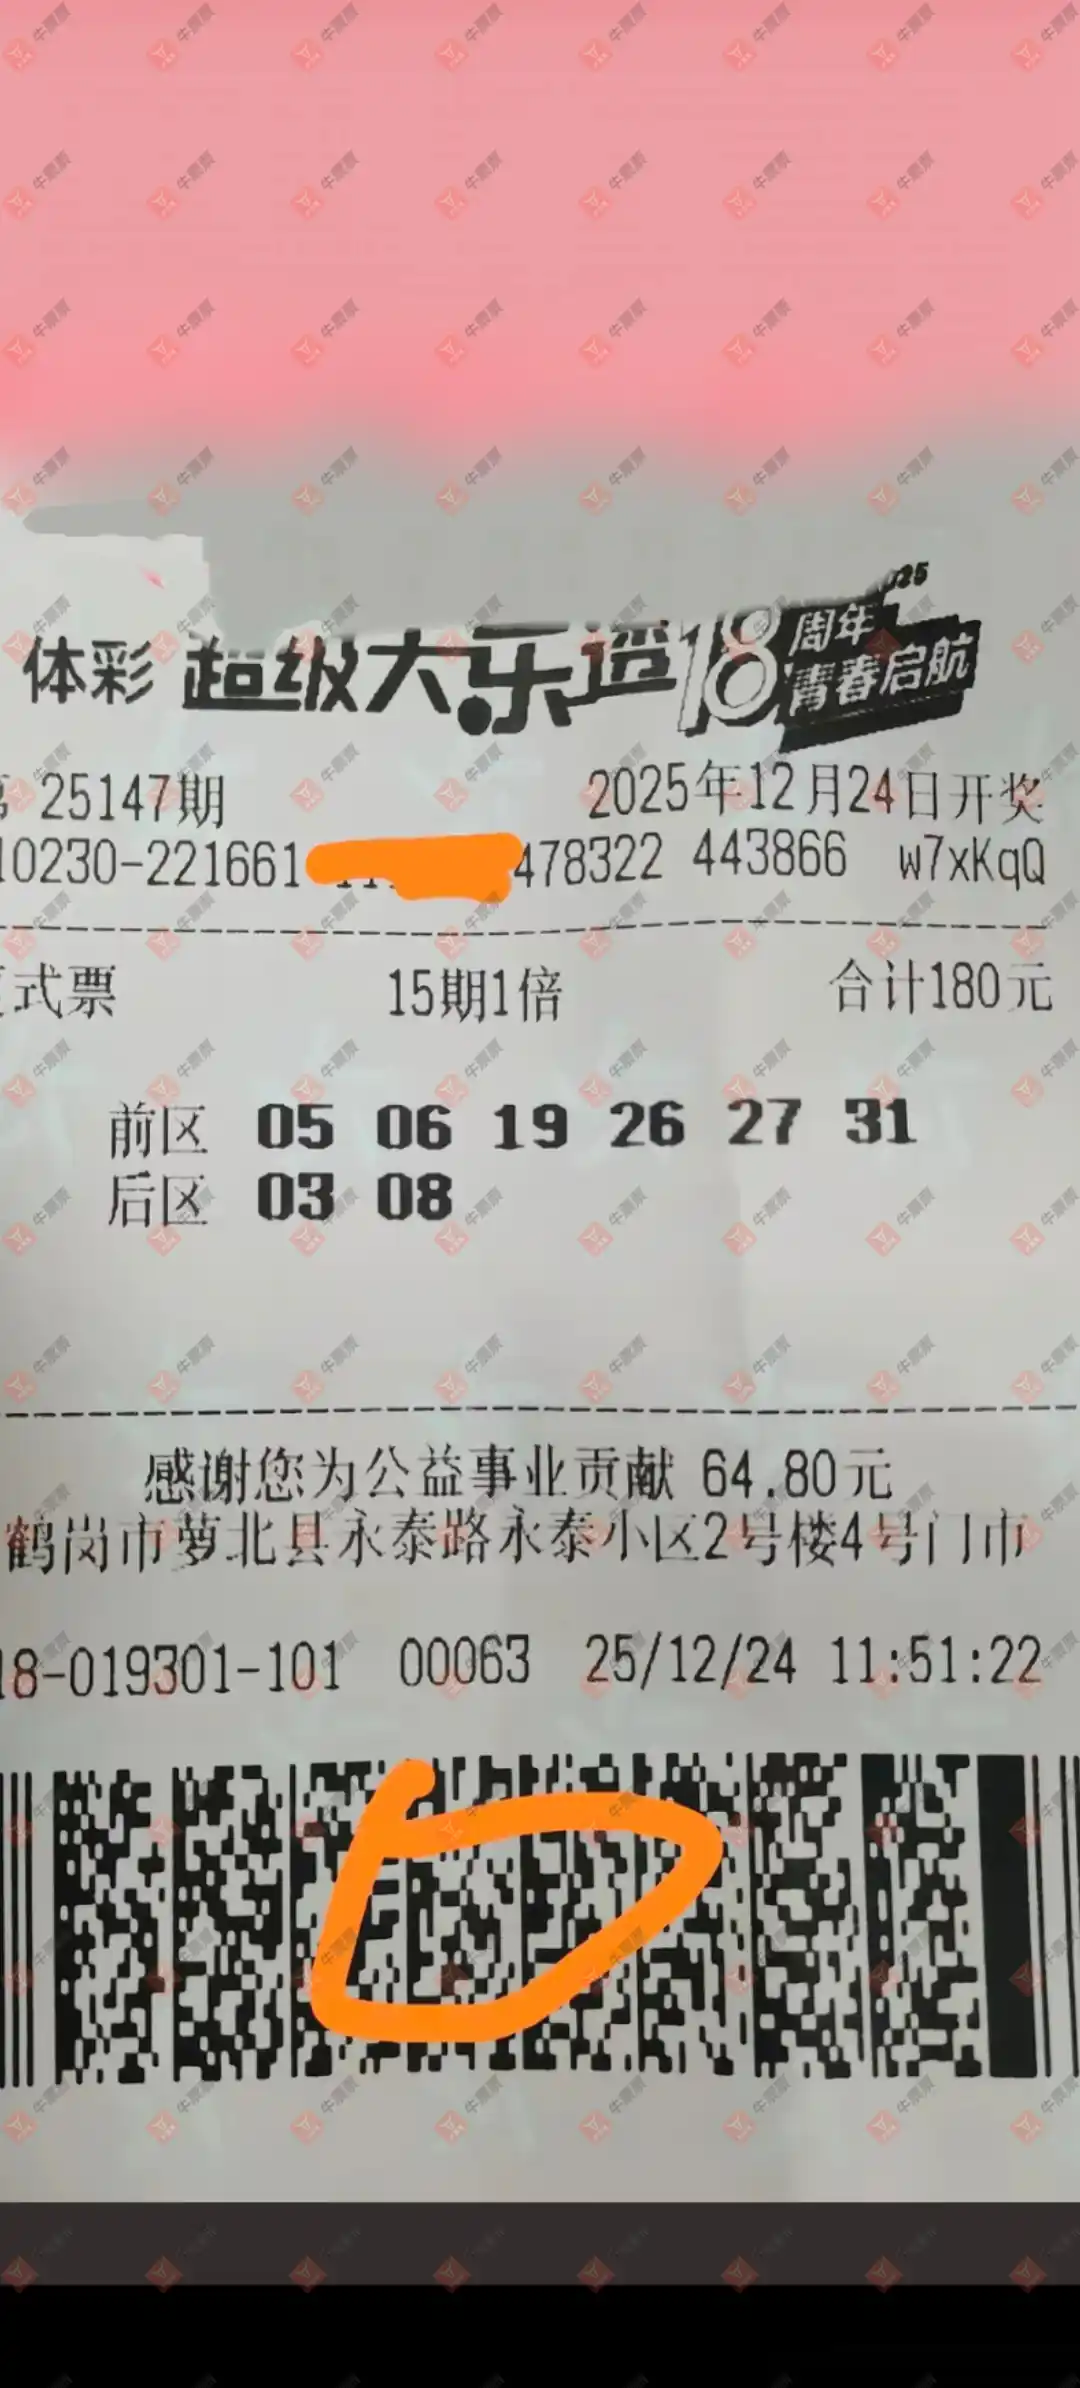 体彩 超级大乐透 18 周年 青春启航
25147期 2025年12月24日开奖
10230-221661 478322 443866 w7xKqQ
式票 15期1倍 合计180元
前区 05 06 19 26 27 31
后区 03 08
感谢您为公益事业贡献 64.80元
鹤岗市萝北县永泰路永泰小区2号楼4号门市
18-019301-101 00063 25/12/24 11:51:22
牛票票